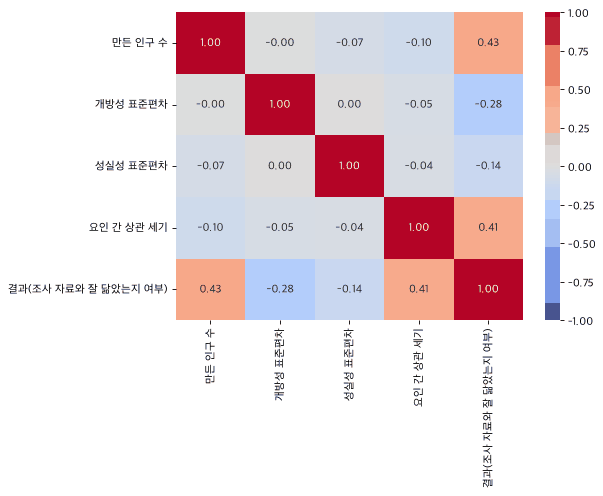 만든 인구 수 1.00 -0.00 -0.07 -0.10 0.43
개방성 표준편차 -0.00 1.00 0.00 -0.05 -0.28
성실성 표준편차 -0.07 0.00 1.00 -0.04 -0.14
요인 간 상관 세기 -0.10 -0.05 -0.04 1.00 0.41
결과(조사 자료와 잘 닮았는지 여부) 0.43 -0.28 -0.14 0.41 1.00
만든 인구 수
개방성 표준편차
성실성 표준편차
요인 간 상관 세기
결과(조사 자료와 잘 닮았는지 여부)
1.00
0.75
0.50
0.25
0.00
-0.25
-0.50
-0.75
-1.00